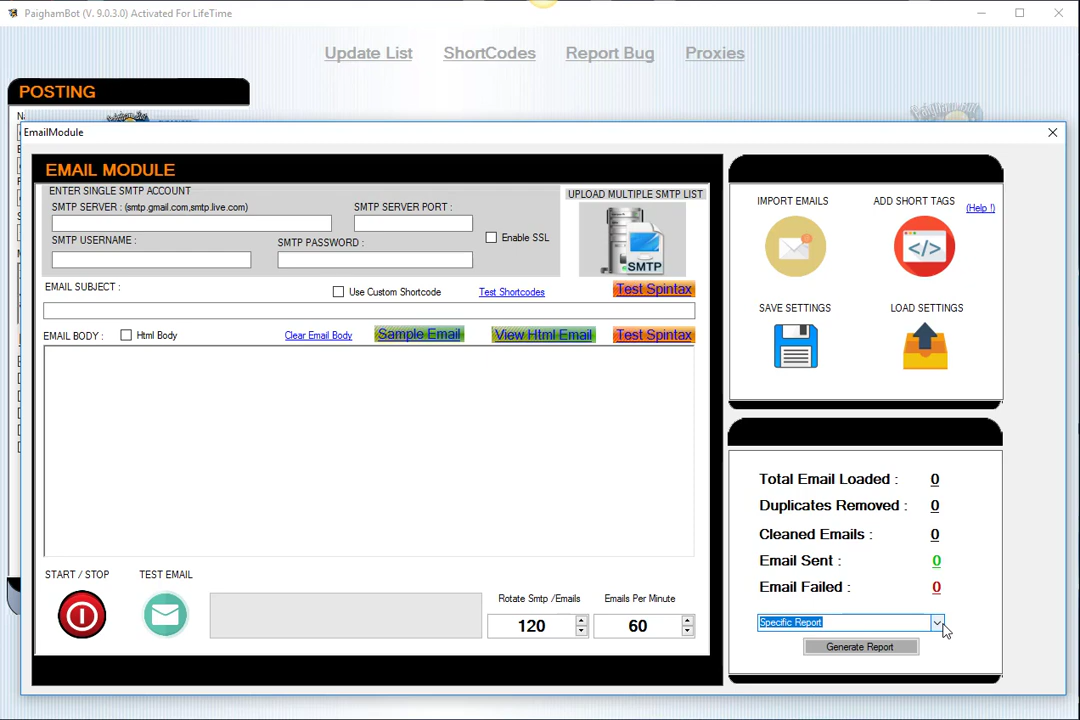 PaighamBot (V. 9.0.3.0) Activated For LifeTime
Update List
ShortCodes
Report Bug
Proxies
POSTING
EmailModule
EMAIL MODULE
ENTER SINGLE SMTP ACCOUNT
SMTP SERVER : (smtp.gmail.com,smtp.live.com)
SMTP SERVER PORT :
SMTP USERNAME :
SMTP PASSWORD :
Enable SSL
UPLOAD MULTIPLE SMTP LIST
SMTP
EMAIL SUBJECT :
Use Custom Shortcode
Test Shortcodes
Test Spintax
EMAIL BODY :
Html Body
Clear Email Body
Sample Email
View Html Email
Test Spintax
START / STOP
TEST EMAIL
Rotate Smtp /Emails
120
Emails Per Minute
60
IMPORT EMAILS
ADD SHORT TAGS
(Help !)
</>
SAVE SETTINGS
LOAD SETTINGS
Total Email Loaded : 0
Duplicates Removed : 0
Cleaned Emails : 0
Email Sent : 0
Email Failed : 0
Specific Report
Generate Report